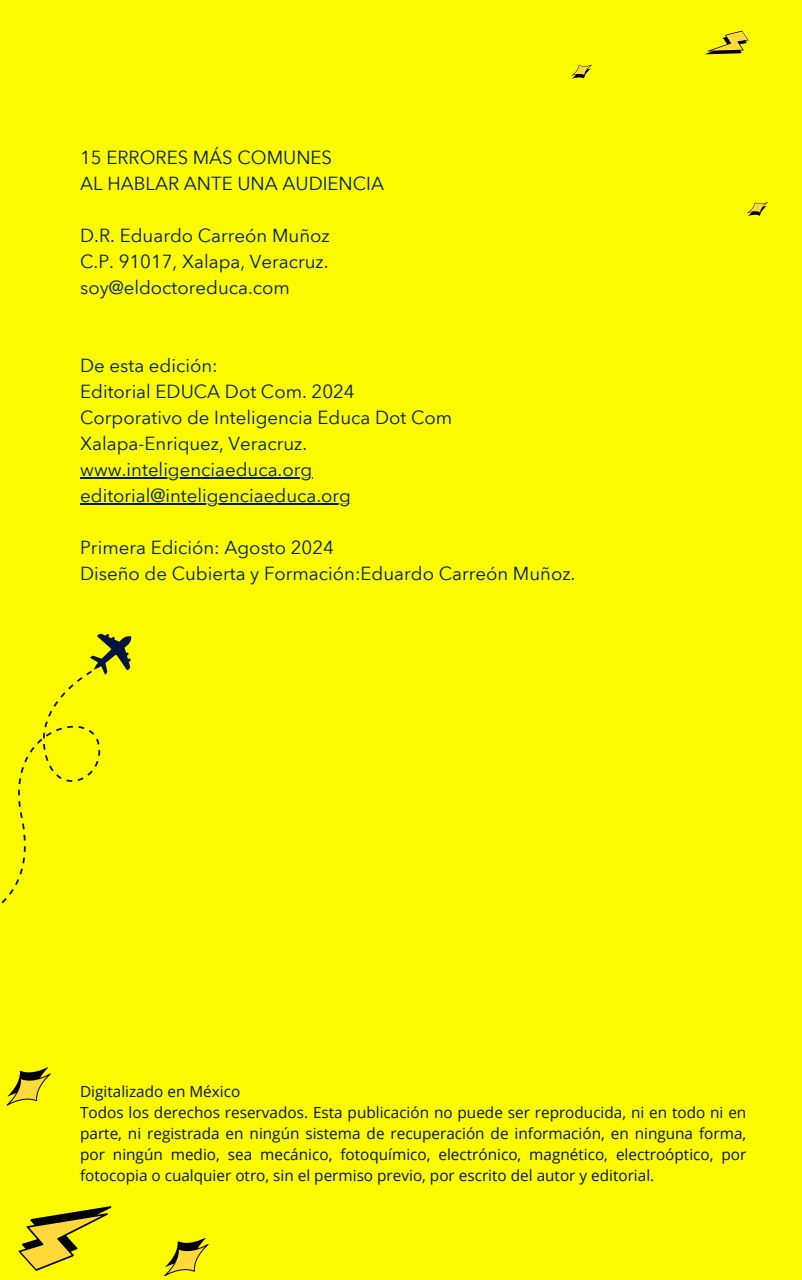 15 ERRORES MÁS COMUNES
AL HABLAR ANTE UNA AUDIENCIA
D.R. Eduardo Carreón Muñoz
C.P. 91017, Xalapa, Veracruz.
soy@eldoctoreduca.com
De esta edición:
Editorial EDUCA Dot Com. 2024
Corporativo de Inteligencia Educa Dot Com
Xalapa-Enriquez, Veracruz.
www.inteligenciaeduca.org
editorial@inteligenciaeduca.org
Primera Edición: Agosto 2024
Diseño de Cubierta y Formación:Eduardo Carreón Muñoz.
Digitalizado en México
Todos los derechos reservados. Esta publicación no puede ser reproducida, ni en todo ni en
parte, ni registrada en ningún sistema de recuperación de información, en ninguna forma,
por ningún medio, sea mecánico, fotoquímico, electrónico, magnético, electroóptico, por
fotocopia o cualquier otro, sin el permiso previo, por escrito del autor y editorial.